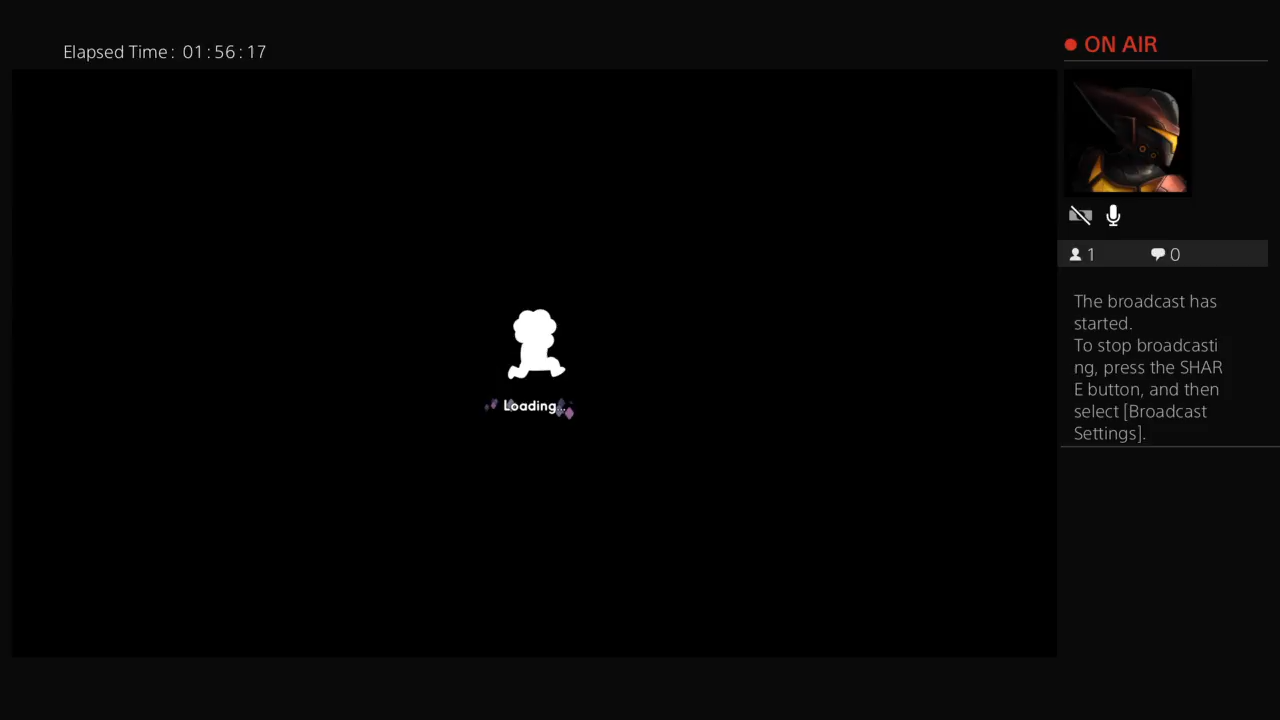 Elapsed Time: 01:56:17
ON AIR
1 0
The broadcast has
started.
To stop broadcasti
ng, press the SHAR
E button, and then
select [Broadcast
Settings].
Loading...